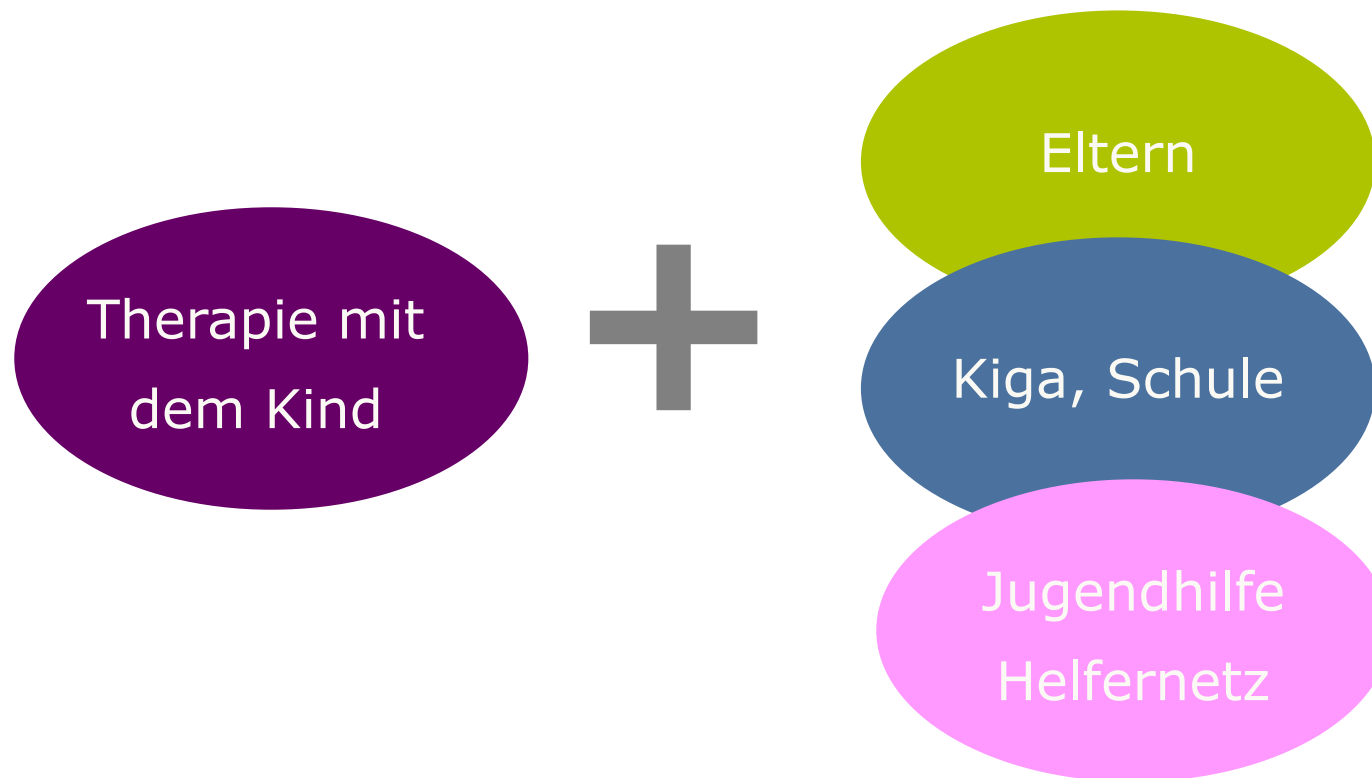 Therapie mit
dem Kind
Eltern
Kiga, Schule
Jugendhilfe
Helfernetz